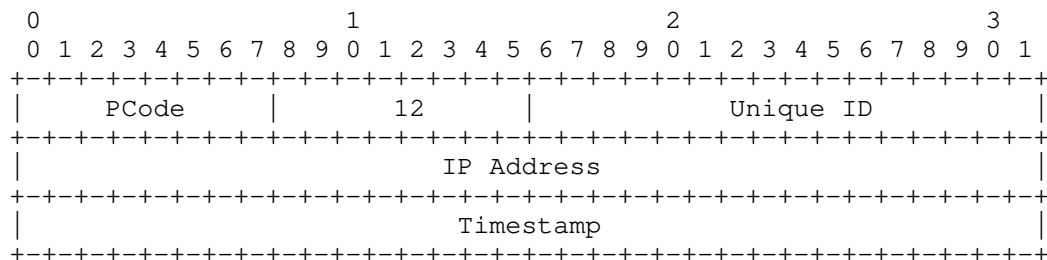 0                   1                   2                   3
0 1 2 3 4 5 6 7 8 9 0 1 2 3 4 5 6 7 8 9 0 1 2 3 4 5 6 7 8 9 0 1
+-+-+-+-+-+-+-+-+-+-+-+-+-+-+-+-+-+-+-+-+-+-+-+-+-+-+-+-+-+-+-+-+
|     PCode     |       12      |           Unique ID           |
+-+-+-+-+-+-+-+-+-+-+-+-+-+-+-+-+-+-+-+-+-+-+-+-+-+-+-+-+-+-+-+-+
|                          IP Address                           |
+-+-+-+-+-+-+-+-+-+-+-+-+-+-+-+-+-+-+-+-+-+-+-+-+-+-+-+-+-+-+-+-+
|                           Timestamp                           |
+-+-+-+-+-+-+-+-+-+-+-+-+-+-+-+-+-+-+-+-+-+-+-+-+-+-+-+-+-+-+-+-+